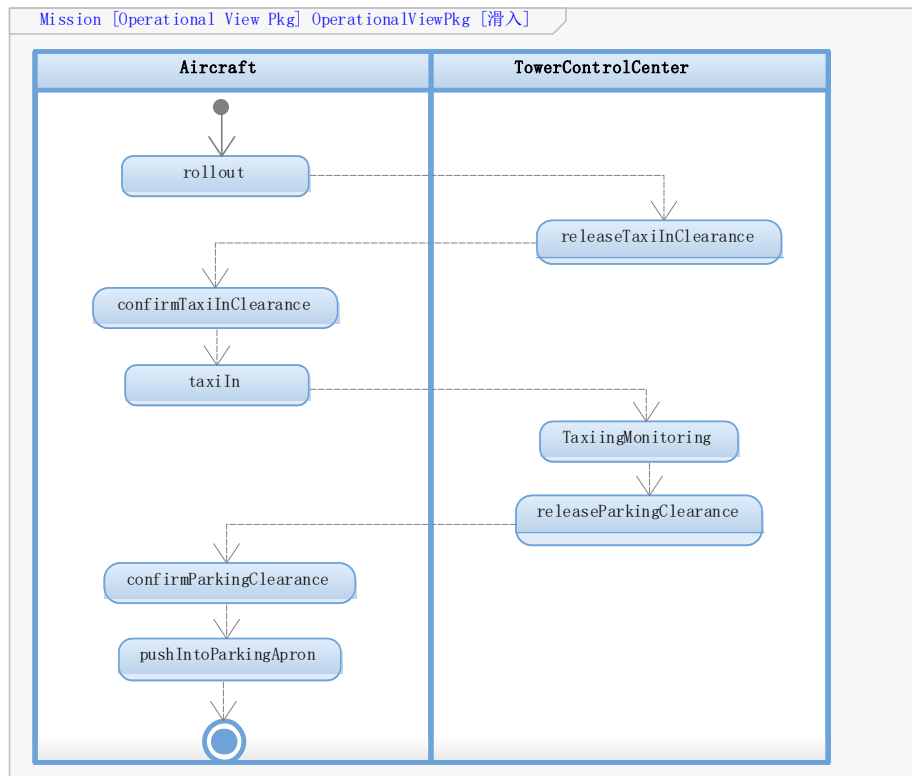 Mission [Operational View Pkg] OperationalViewPkg [滑入]
Aircraft
TowerControlCenter
rollout
releaseTaxiInClearance
confirmTaxiInClearance
taxiIn
TaxiingMonitoring
releaseParkingClearance
confirmParkingClearance
pushIntoParkingApron